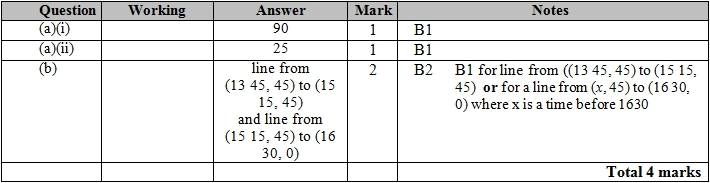 Question Working Answer Mark Notes
(a)(i) 90 1 B1
(a)(ii) 25 1 B1
(b) line from 2 B2 B1 for line from ((13 45, 45) to (15 15,
(13 45, 45) to (15 45) or for a line from (x, 45) to (16 30,
15, 45) 0) where x is a time before 1630
and line from
(15 15, 45) to (16
30, 0)
Total 4 marks